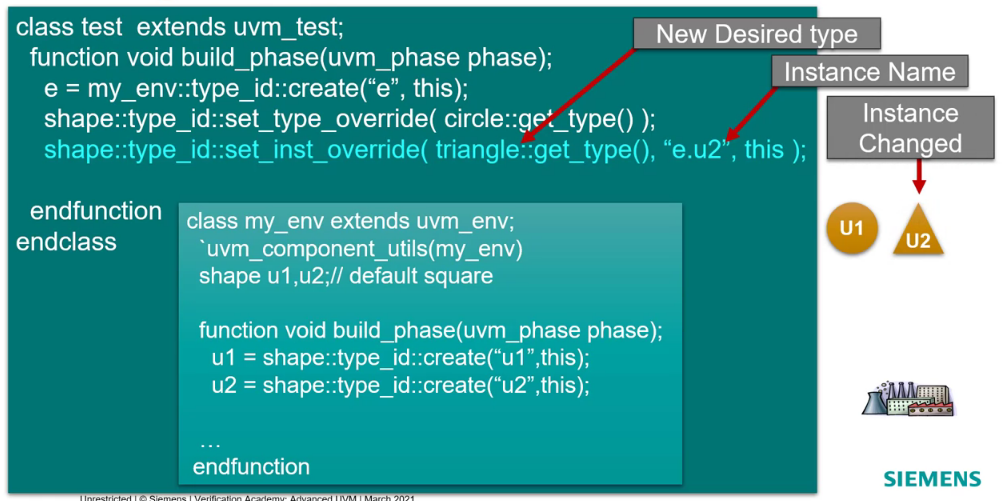 class test  extends uvm_test;
function void build_phase(uvm_phase phase);
e = my_env::type_id::create(“e”, this);
shape::type_id::set_type_override( circle::get_type() );
shape::type_id::set_inst_override( triangle::get_type(), “e.u2”, this );
endfunction
endclass
New Desired type
Instance Name
Instance
Changed
U1
U2
class my_env extends uvm_env;
`uvm_component_utils(my_env)
shape u1,u2;// default square
function void build_phase(uvm_phase phase);
u1 = shape::type_id::create(“u1”,this);
u2 = shape::type_id::create(“u2”,this);
…
endfunction
SIEMENS
Unrestricted | © Siemens | Verification Academy: Advanced UVM | March 2021